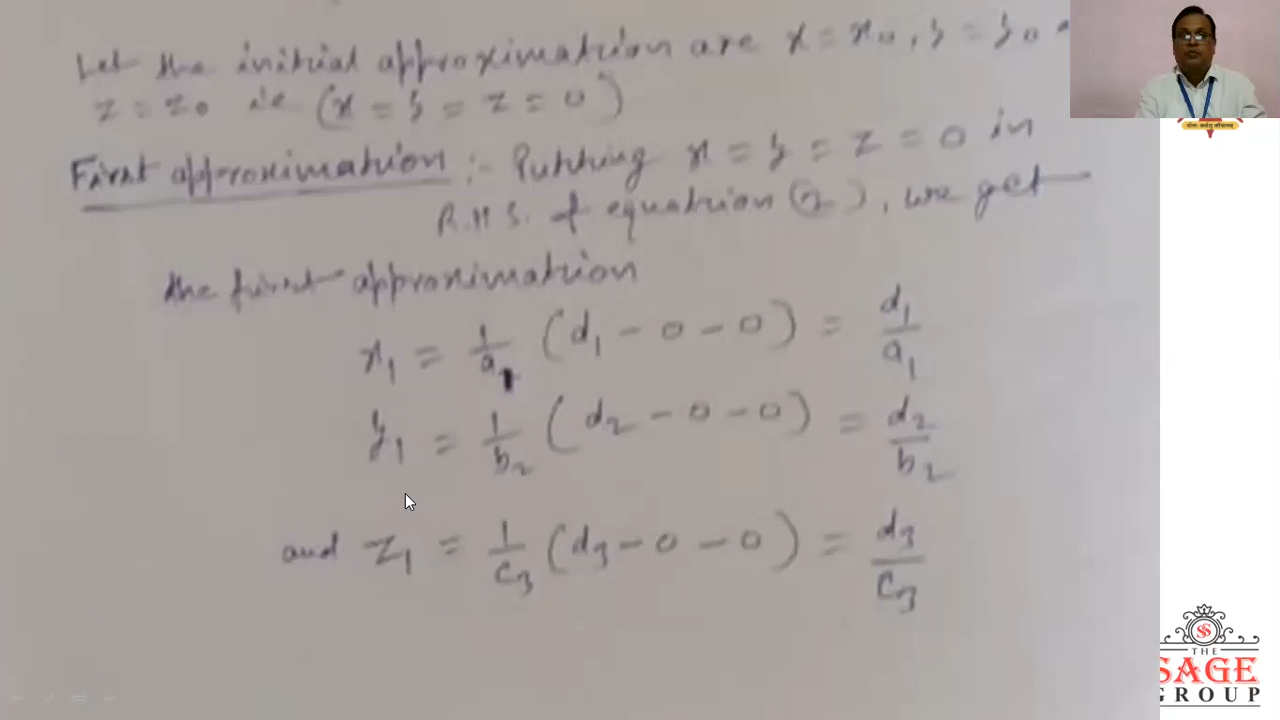 Let the initial approximation are x = x₀, y = y₀
z = z₀ ie (x = y = z = 0)
First approximation :- Putting x = y = z = 0 in
R.H.S. of equation (2), we get
the first approximation
x₁ = 1/a₁ (d₁ - 0 - 0) = d₁/a₁
y₁ = 1/b₂ (d₂ - 0 - 0) = d₂/b₂
and z₁ = 1/c₃ (d₃ - 0 - 0) = d₃/c₃
THE
SAGE
GROUP